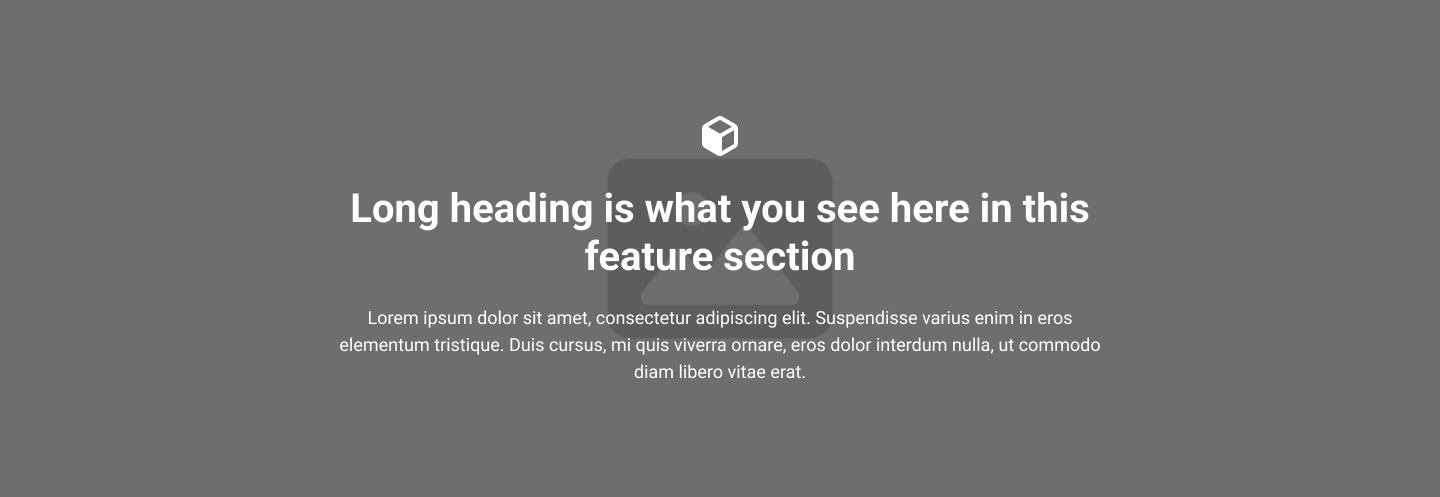 Long heading is what you see here in this
feature section
Lorem ipsum dolor sit amet, consectetur adipiscing elit. Suspendisse varius enim in eros
elementum tristique. Duis cursus, mi quis viverra ornare, eros dolor interdum nulla, ut commodo
diam libero vitae erat.